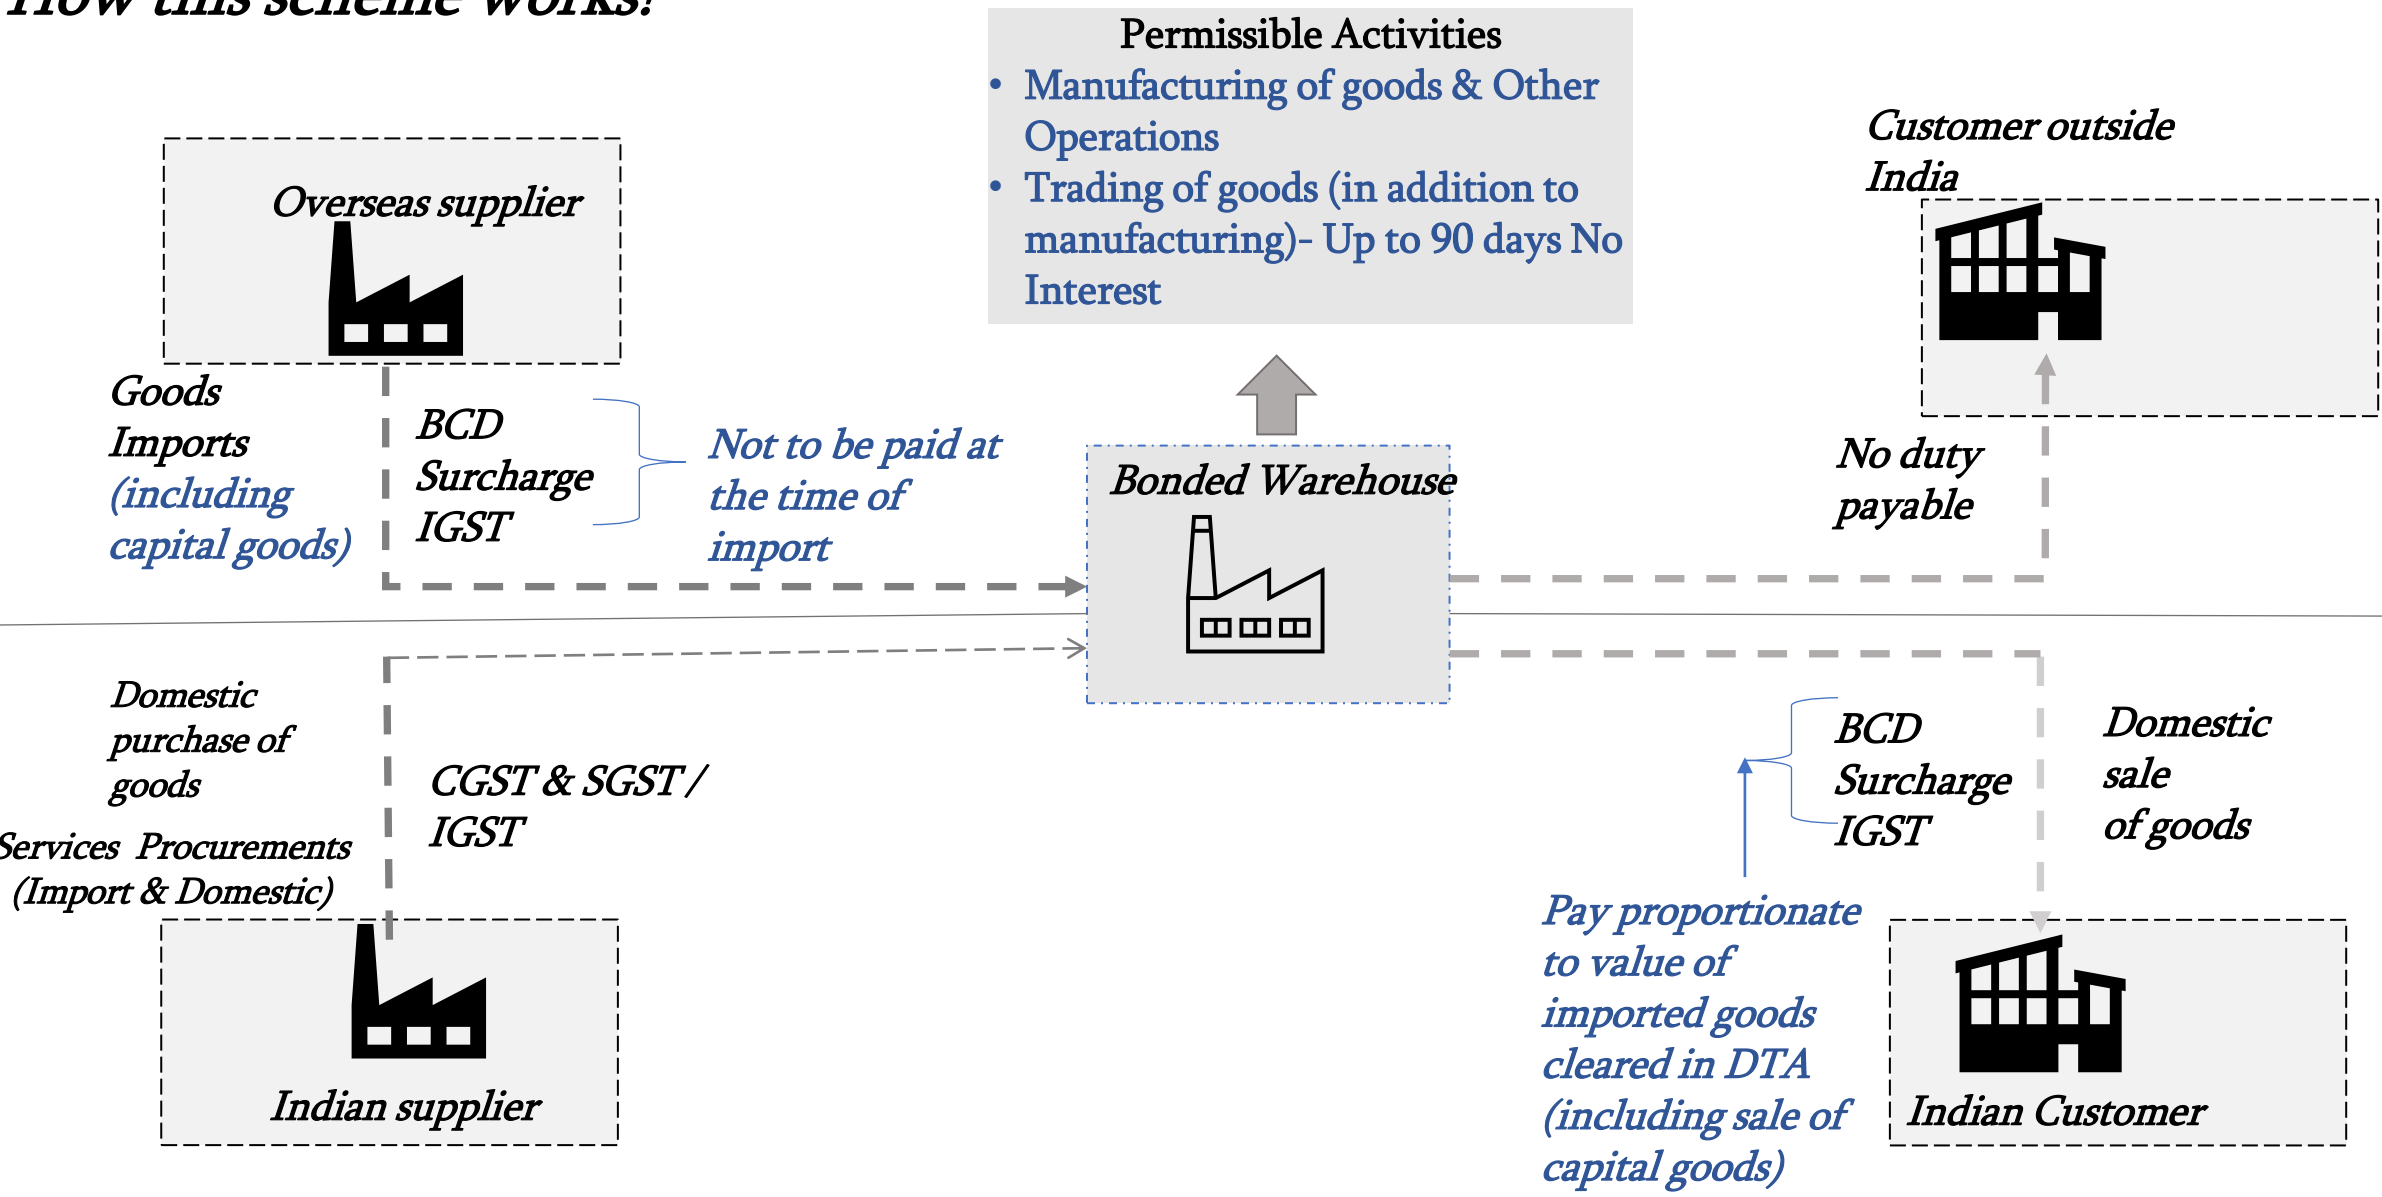 How this scheme works?
Permissible Activities
• Manufacturing of goods & Other
Operations
• Trading of goods (in addition to
manufacturing)- Up to 90 days No
Interest
Overseas supplier
Customer outside
India
Goods
Imports
(including
capital goods)
BCD
Surcharge
IGST
Not to be paid at
the time of
import
Bonded Warehouse
No duty
payable
Domestic
purchase of
goods
Services Procurements
(Import & Domestic)
CGST & SGST /
IGST
Indian supplier
BCD
Surcharge
IGST
Domestic
sale
of goods
Pay proportionate
to value of
imported goods
cleared in DTA
(including sale of
capital goods)
Indian Customer